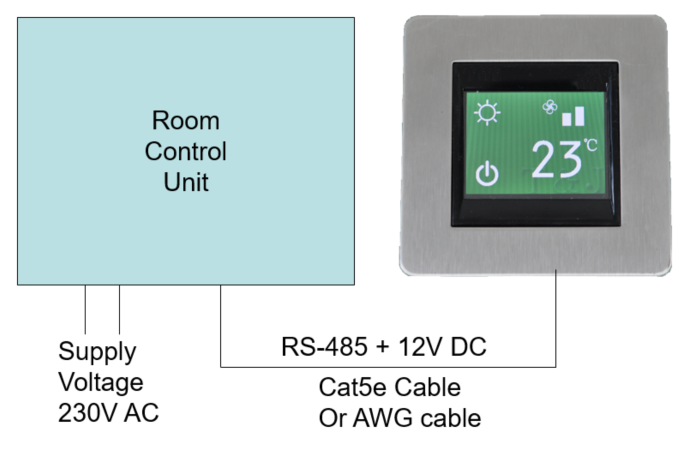 Room
Control
Unit
23°C
RS-485 + 12V DC
Supply
Voltage
230V AC
Cat5e Cable
Or AWG cable